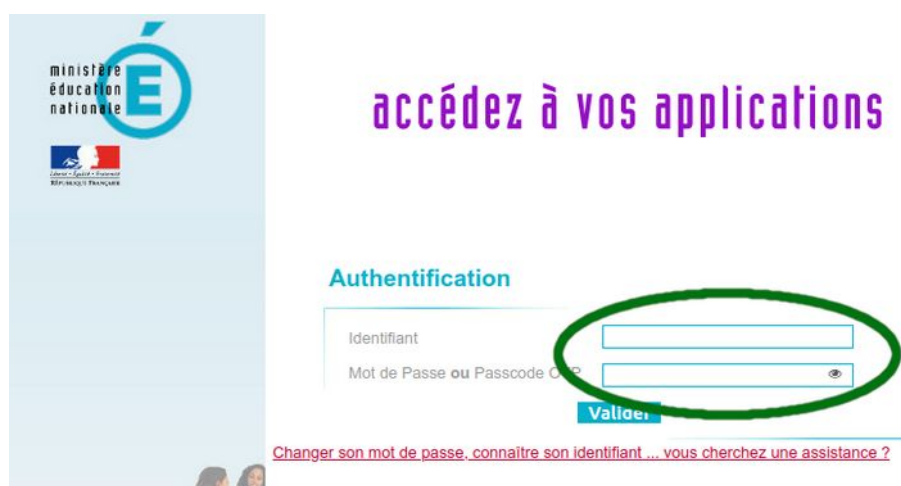 ministère
éducation
nationale
É
Liberté • Égalité • Fraternité
RÉPUBLIQUE FRANÇAISE
accédez à vos applications
Authentification
Identifiant
Mot de Passe ou Passcode OTP
Valider
Changer son mot de passe, connaître son identifiant ... vous cherchez une assistance ?